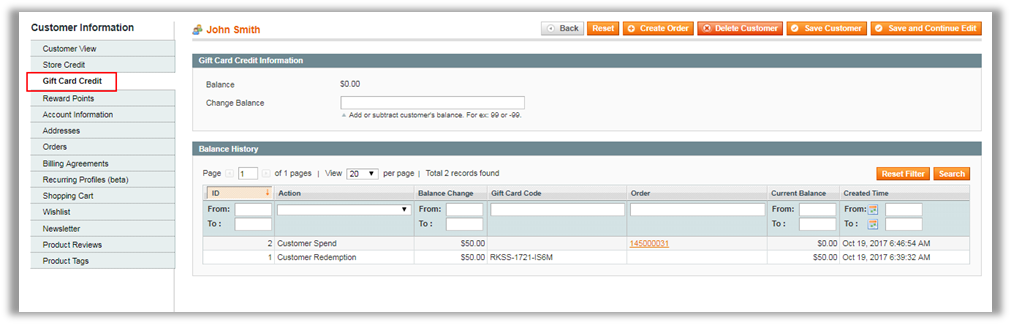 Customer Information
Customer View
Store Credit
Gift Card Credit
Reward Points
Account Information
Addresses
Orders
Billing Agreements
Recurring Profiles (beta)
Shopping Cart
Wishlist
Newsletter
Product Reviews
Product Tags
John Smith
Back Reset Create Order Delete Customer Save Customer Save and Continue Edit
Gift Card Credit Information
Balance $0.00
Change Balance
Add or subtract customer's balance. For ex: 99 or -99.
Balance History
Page 1 of 1 pages | View 20 per page | Total 2 records found Reset Filter Search
ID Action Balance Change Gift Card Code Order Current Balance Created Time
From: From: From: From:
To : To : To : To :
2 Customer Spend $50.00 145000031 $0.00 Oct 19, 2017 6:46:54 AM
1 Customer Redemption $50.00 RKSS-1721-IS6M $50.00 Oct 19, 2017 6:39:32 AM